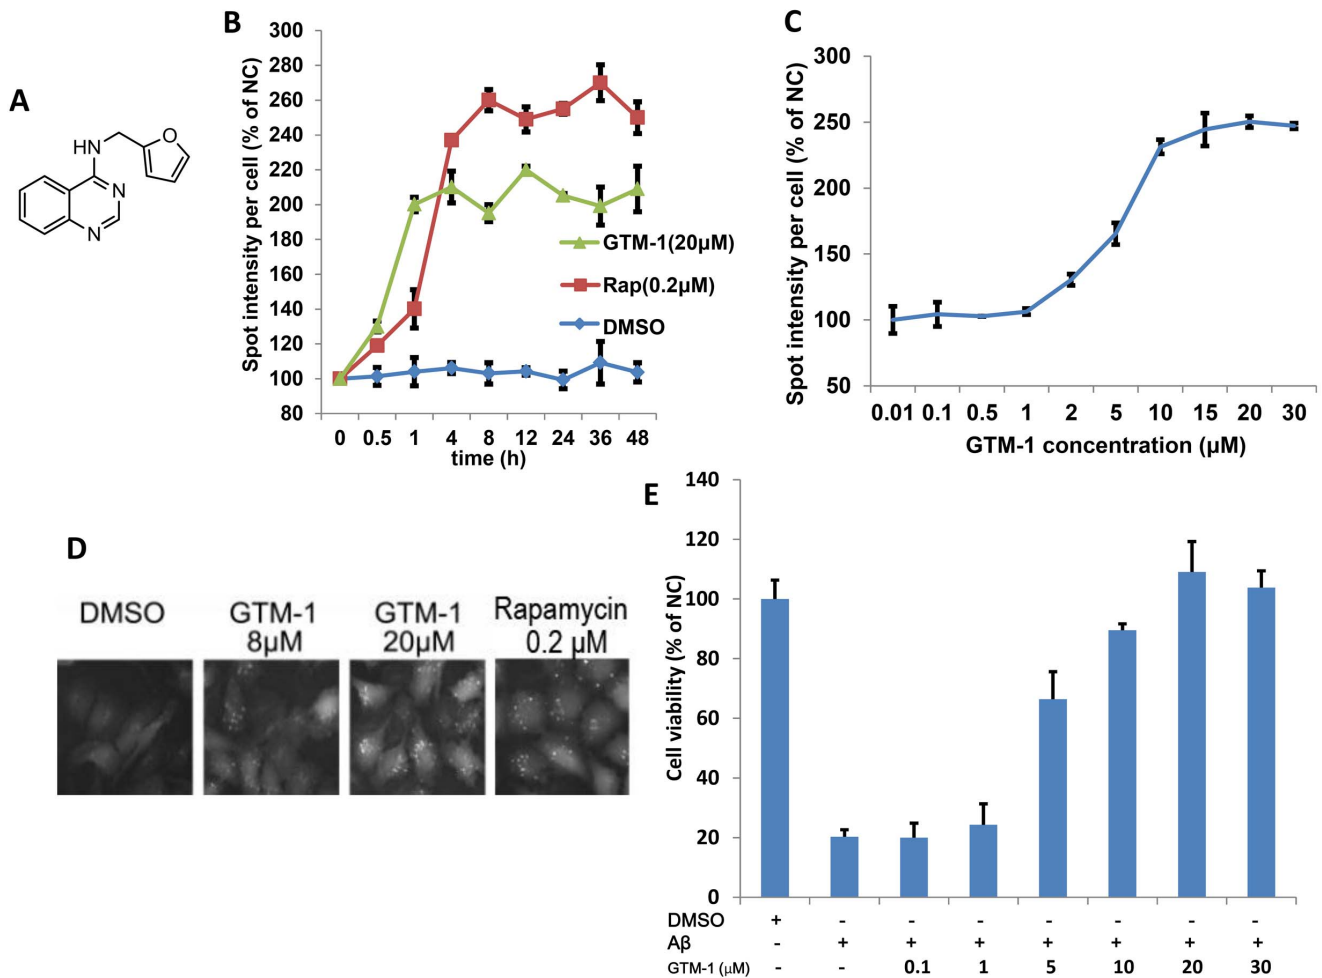 A
HN
O
N
N
B
Spot intensity per cell (% of NC)
300
280
260
240
220
200
180
160
140
120
100
80
0 0.5 1 4 8 12 24 36 48
time (h)
GTM-1(20µM)
Rap(0.2µM)
DMSO
C
Spot intensity per cell (% of NC)
300
250
200
150
100
50
0.01 0.1 0.5 1 2 5 10 15 20 30
GTM-1 concentration (µM)
D
DMSO
GTM-1
8µM
GTM-1
20µM
Rapamycin
0.2 µM
E
Cell viability (% of NC)
140
120
100
80
60
40
20
0
DMSO + - - - - - - -
Aβ - + + + + + + +
GTM-1 (µM) - - 0.1 1 5 10 20 30